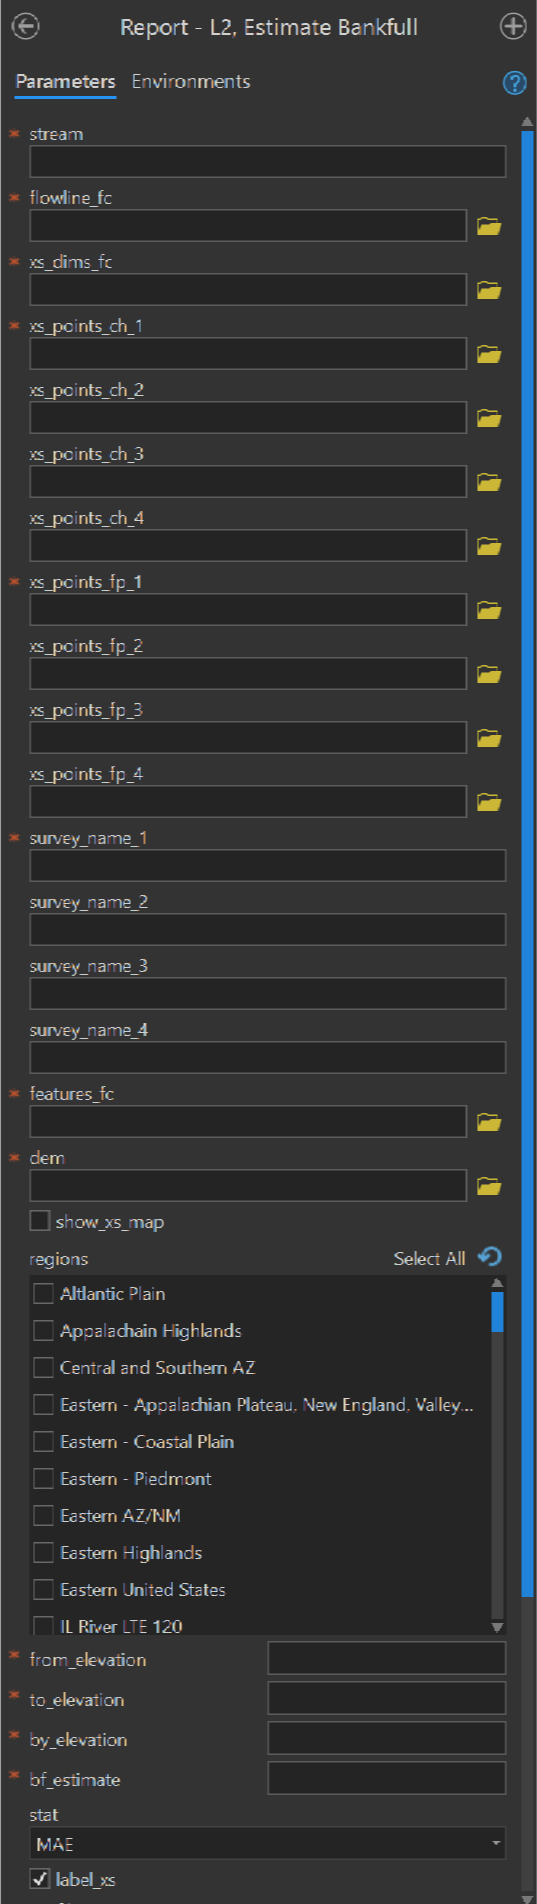 Report - L2, Estimate Bankfull
Parameters Environments
stream
flowline_fc
xs_dims_fc
xs_points_ch_1
xs_points_ch_2
xs_points_ch_3
xs_points_ch_4
xs_points_fp_1
xs_points_fp_2
xs_points_fp_3
xs_points_fp_4
survey_name_1
survey_name_2
survey_name_3
survey_name_4
features_fc
dem
show_xs_map
regions Select All
Altlantic Plain
Appalachain Highlands
Central and Southern AZ
Eastern - Appalachian Plateau, New England, Valley...
Eastern - Coastal Plain
Eastern - Piedmont
Eastern AZ/NM
Eastern Highlands
Eastern United States
IL River LTE 120
from_elevation
to_elevation
by_elevation
bf_estimate
stat
MAE
label_xs